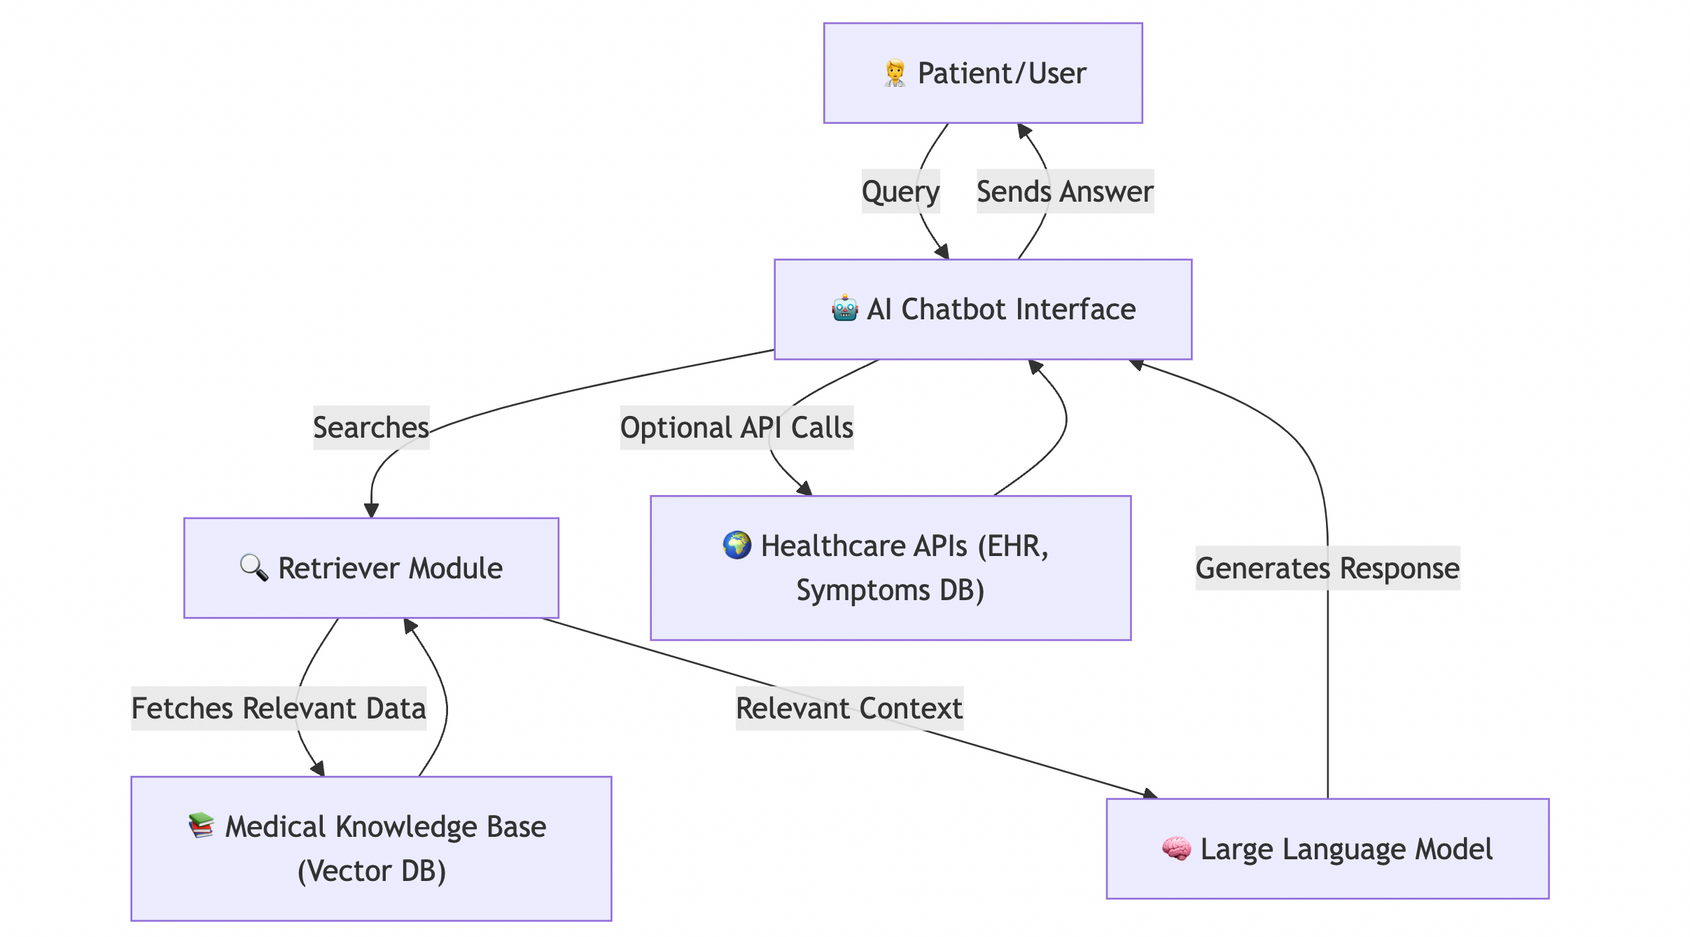 Patient/User
Query
Sends Answer
AI Chatbot Interface
Searches
Optional API Calls
Retriever Module
Healthcare APIs (EHR,
Symptoms DB)
Generates Response
Fetches Relevant Data
Relevant Context
Medical Knowledge Base
(Vector DB)
Large Language Model